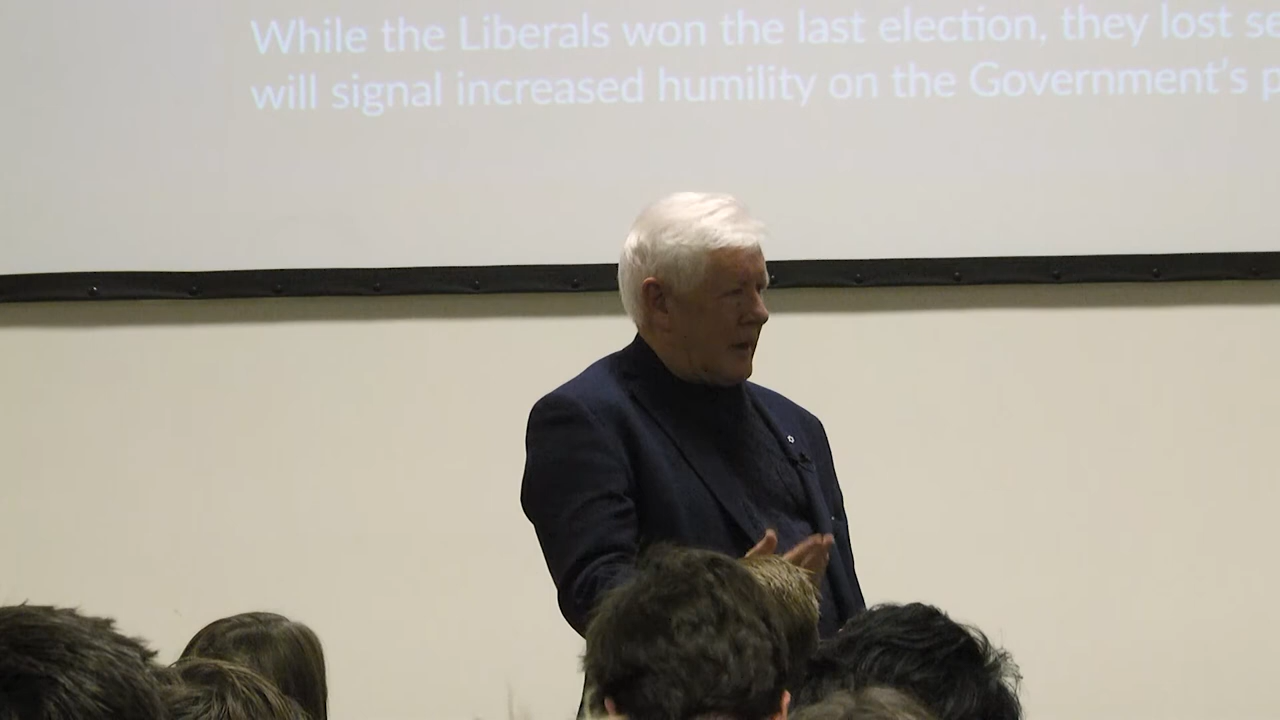 While the Liberals won the last election, they lost
will signal increased humility on the Government's